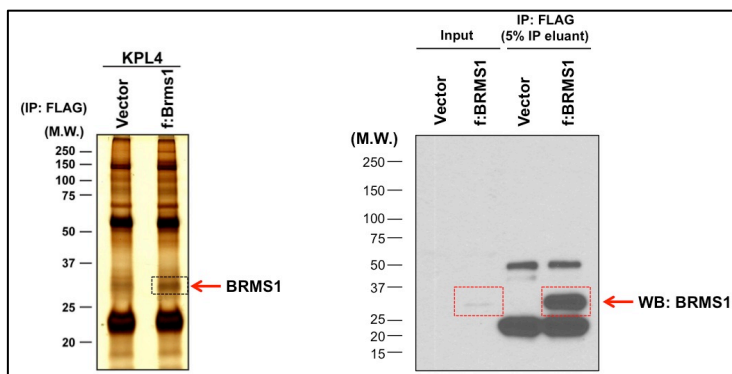 KPL4
(IP: FLAG)
Vector
f:Brms1
(M.W.)
250
150
100
75
50
37
25
20
BRMS1
IP: FLAG
(5% IP eluant)
Input
Vector
f:BRMS1
Vector
f:BRMS1
(M.W.)
250
150
100
75
50
37
25
20
15
WB: BRMS1